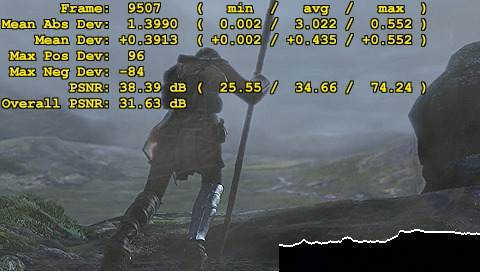 Frame: 9507 ( min / avg / max )
Mean Abs Dev: 1.3990 ( 0.002 / 3.022 / 0.552 )
Mean Dev: +0.3913 ( +0.002 / +0.435 / +0.552 )
Max Pos Dev: 96
Max Neg Dev: -84
PSNR: 38.39 dB ( 25.55 / 34.66 / 74.24 )
Overall PSNR: 31.63 dB